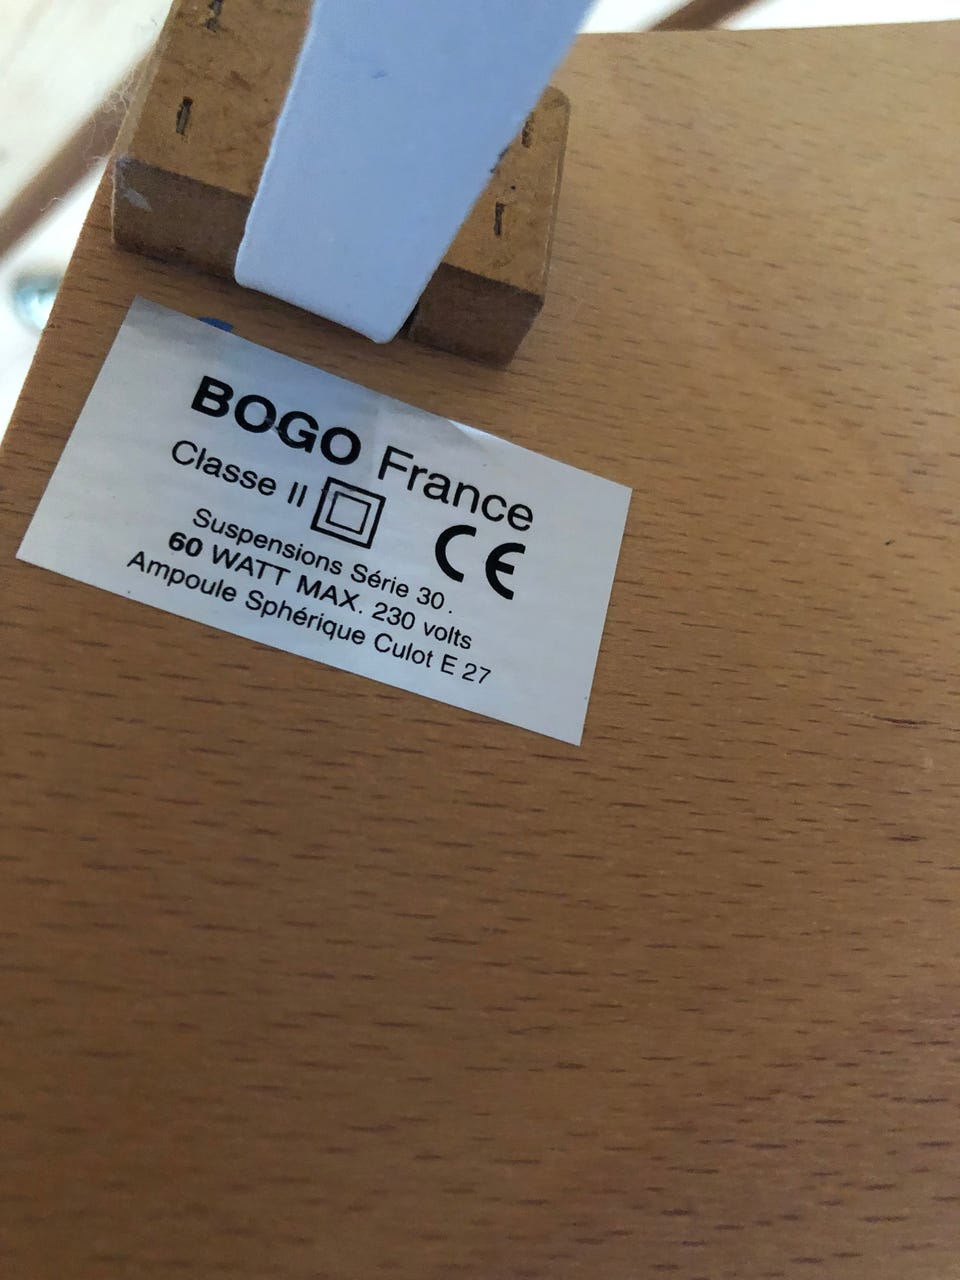 BOGO France
Classe II
CE
Suspensions Série 30.
60 WATT MAX. 230 volts
Ampoule Sphérique Culot E 27